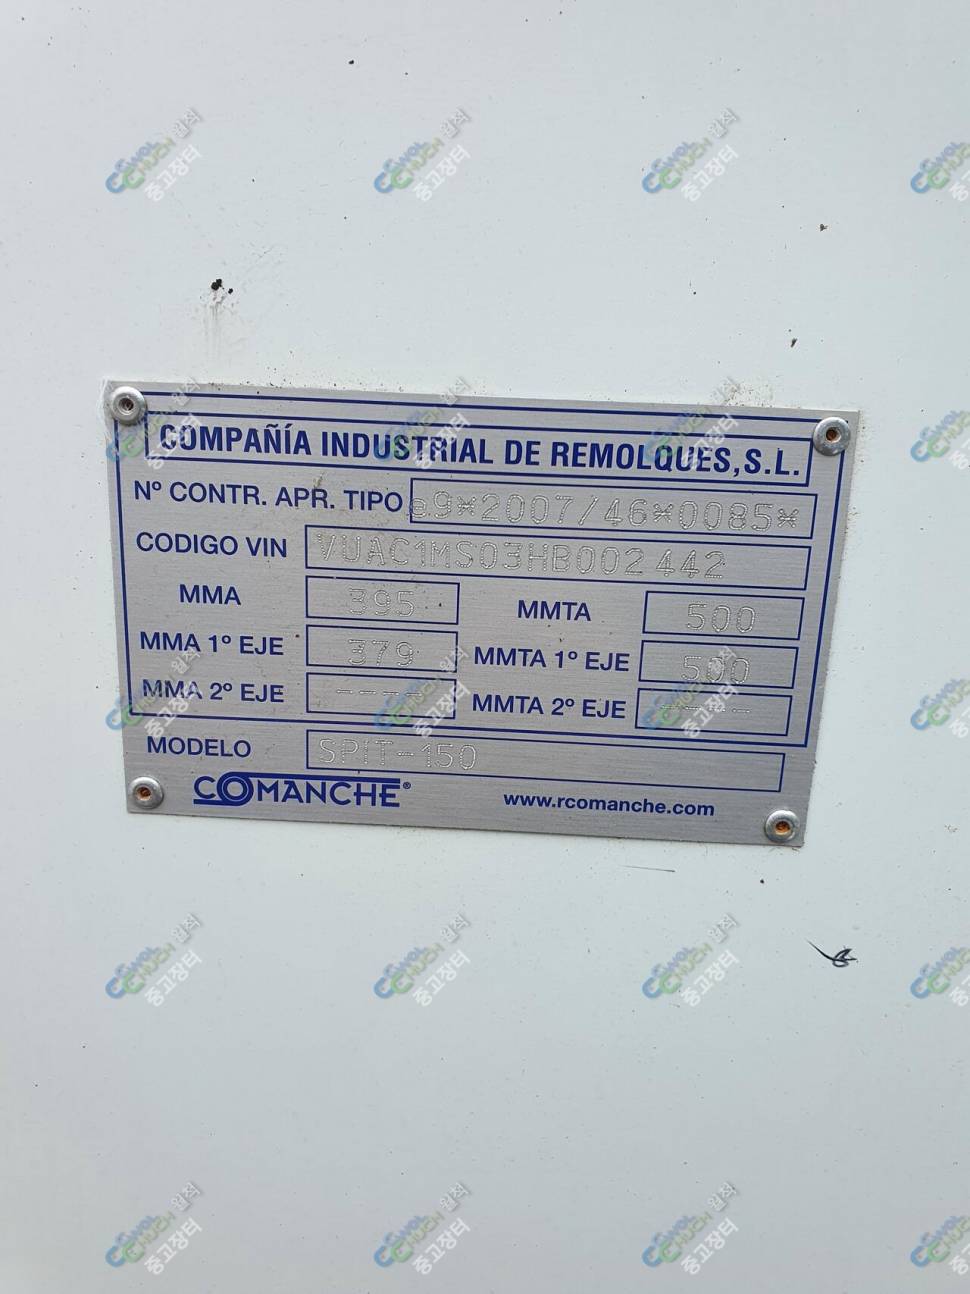 COMPAÑÍA INDUSTRIAL DE REMOLQUES, S.L.
Nº CONTR. APR. TIPO e9*2007/46*0085*
CODIGO VIN VUAC1MS03HB002442
MMA 395 MMTA 500
MMA 1º EJE 379 MMTA 1º EJE 500
MMA 2º EJE ---- MMTA 2º EJE ----
MODELO SPIT-150
COMANCHE® www.rcomanche.com